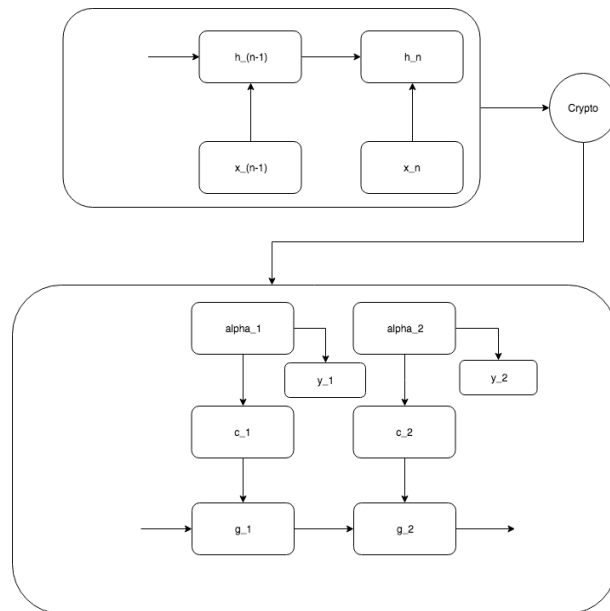 h_(n-1)
h_n
Crypto
x_(n-1)
x_n
alpha_1
alpha_2
y_1
y_2
c_1
c_2
g_1
g_2